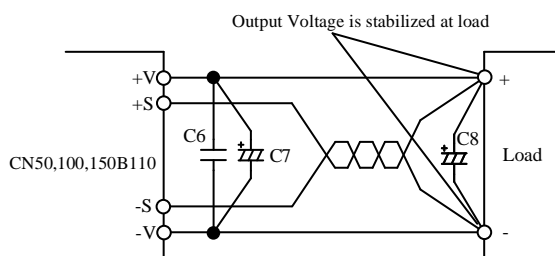 Output Voltage is stabilized at load
+V
+
+S
C6
C7
C8
CN50,100,150B110
Load
-S
-V
-